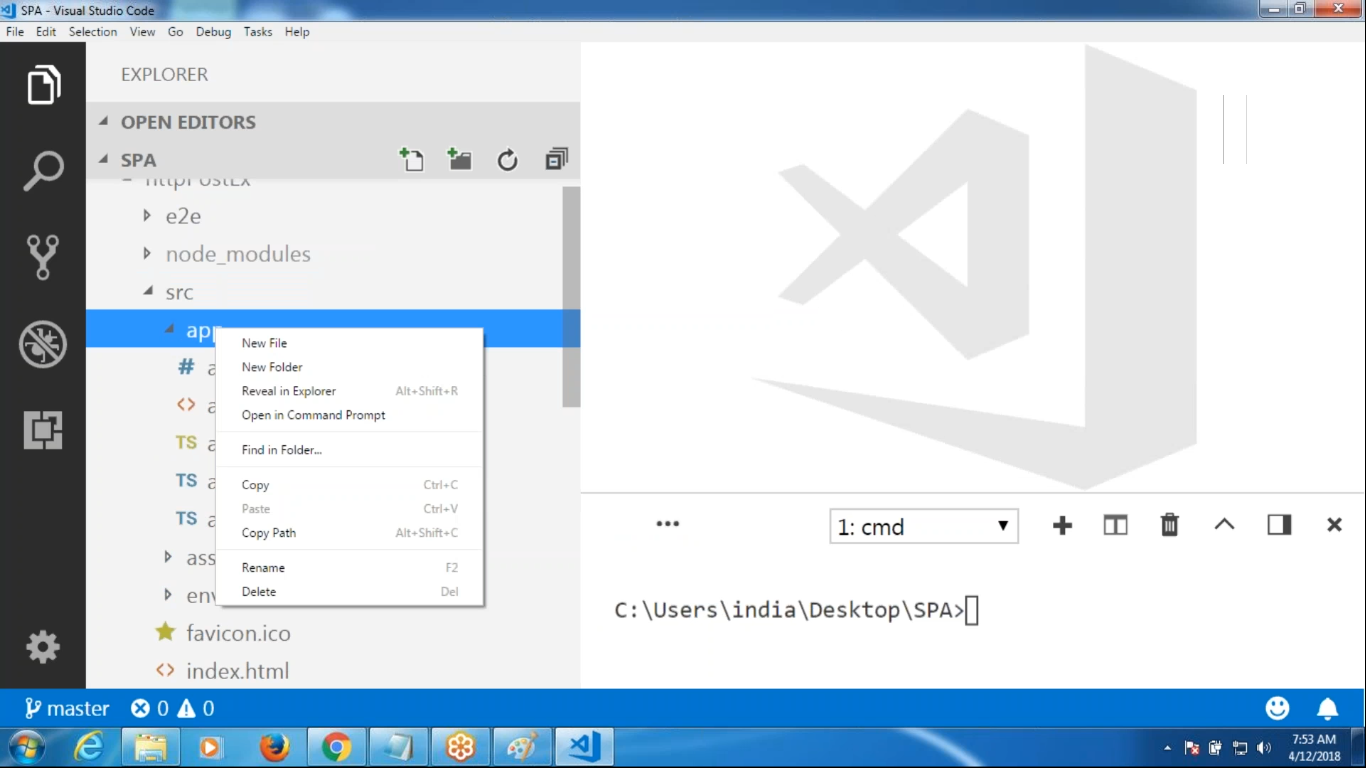 SPA - Visual Studio Code
File Edit Selection View Go Debug Tasks Help
EXPLORER
OPEN EDITORS
SPA
httpPostEx
e2e
node_modules
src
app
New File
New Folder
Reveal in Explorer Alt+Shift+R
Open in Command Prompt
Find in Folder...
Copy Ctrl+C
Paste Ctrl+V
Copy Path Alt+Shift+C
Rename F2
Delete Del
# a
<> a
TS a
TS a
TS a
ass
env
favicon.ico
<> index.html
••• 1: cmd
C:\Users\india\Desktop\SPA>
master 0 0
7:53 AM
4/12/2018